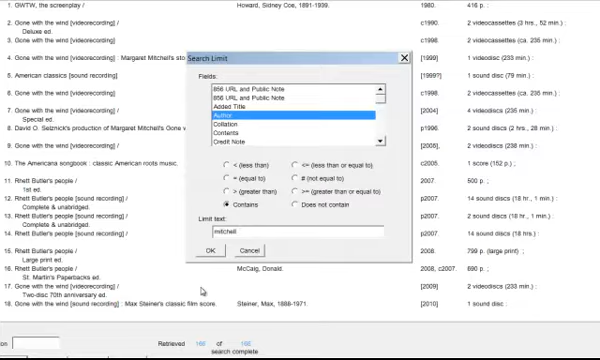 1. GWTW, the screenplay / Howard, Sidney Coe, 1891-1939. 1980. 416 p. ;
2. Gone with the wind [videorecording] / c1990. 2 videocassettes (3 hrs., 52 min.) :
Deluxe ed.
3. Gone with the wind [videorecording] / c1998. 2 videocassettes (ca. 235 min.) :
4. Gone with the wind [videorecording] : Margaret Mitchell's sto [1999] 1 videodisc (233 min.) :
5. American classics [sound recording] [1999?] 1 sound disc (79 min.) :
6. Gone with the wind [videorecording] / c1998. 2 videocassettes (ca. 235 min.) :
7. Gone with the wind [videorecording] / [2004] 4 videodiscs (235 min.) :
Special ed.
8. David O. Selznick's production of Margaret Mitchell's Gone w p1996. 2 sound discs (2 hrs., 28 min.) :
9. Gone with the wind [videorecording] / [2008], 2 videodiscs (238 min.) :
10. The Americana songbook : classic American roots music. c2005. 1 score (152 p.) ;
11. Rhett Butler's people / 2007. 500 p. ;
1st ed.
12. Rhett Butler's people [sound recording] / p2007. 14 sound discs (18 hr., 1 min.) :
Complete & unabridged.
13. Rhett Butler's people [sound recording] / p2007. 2 sound discs (18 hr., 1 min.) :
Complete & unabridged.
14. Rhett Butler's people [sound recording] / p2007. 14 sound discs (18 hrs.) :
15. Rhett Butler's people / 2008. 799 p. (large print) ;
Large print ed.
16. Rhett Butler's people / McCaig, Donald. 2008, c2007. 690 p. ;
St. Martin's Paperbacks ed.
17. Gone with the wind [videorecording] / [2009] 2 videodiscs (233 min.) :
Two-disc 70th anniversary ed.
18. Gone with the wind [sound recording] : Max Steiner's classic film score. Steiner, Max, 1888-1971. [2010] 1 sound disc :
Search Limit
Fields:
856 URL and Public Note
856 URL and Public Note
Added Title
Author
Collation
Contents
Credit Note
< (less than) <= (less than or equal to)
= (equal to) # (not equal to)
> (greater than) >= (greater than or equal to)
Contains Does not contain
Limit text:
mitchell
OK Cancel
on Retrieved 168 of 168
search complete